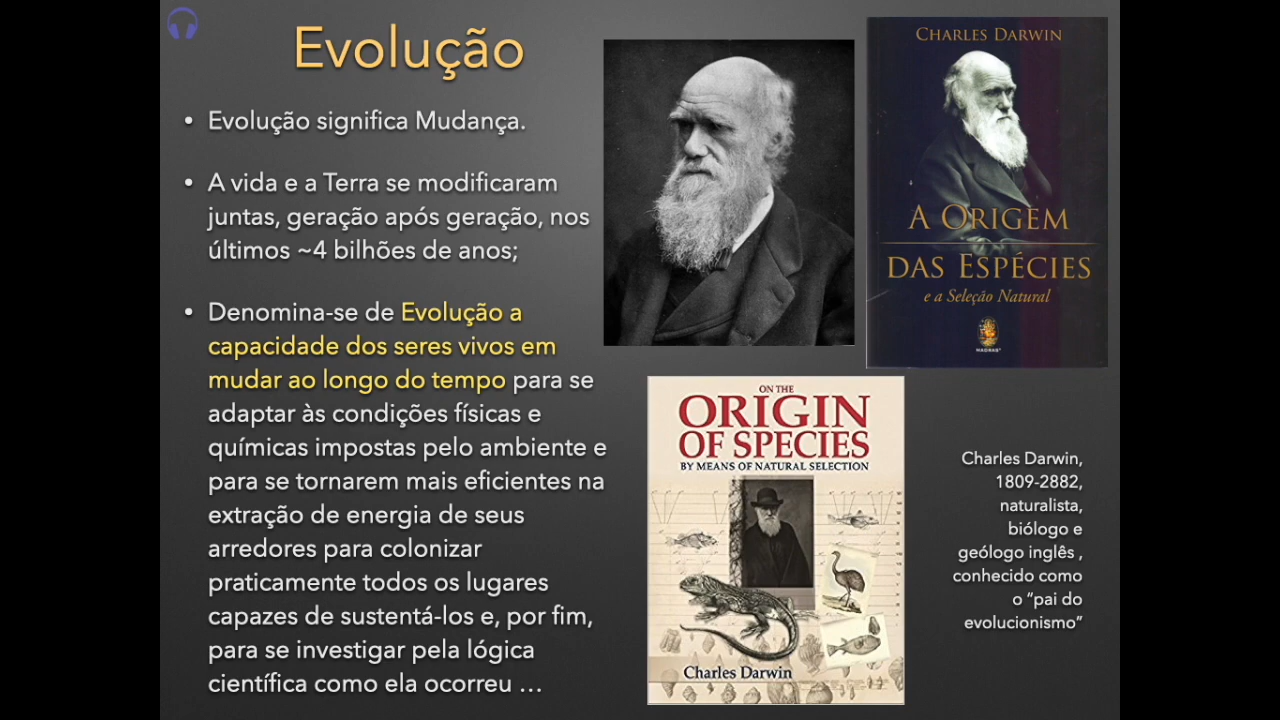 Evolução
• Evolução significa Mudança.
• A vida e a Terra se modificaram
juntas, geração após geração, nos
últimos ~4 bilhões de anos;
• Denomina-se de Evolução a
capacidade dos seres vivos em
mudar ao longo do tempo para se
adaptar às condições físicas e
químicas impostas pelo ambiente e
para se tornarem mais eficientes na
extração de energia de seus
arredores para colonizar
praticamente todos os lugares
capazes de sustentá-los e, por fim,
para se investigar pela lógica
científica como ela ocorreu …
CHARLES DARWIN
A ORIGEM
DAS ESPÉCIES
e a Seleção Natural
MADRAS
ON THE
ORIGIN
OF SPECIES
BY MEANS OF NATURAL SELECTION
Charles Darwin
Charles Darwin,
1809-2882,
naturalista,
biólogo e
geólogo inglês ,
conhecido como
o “pai do
evolucionismo”